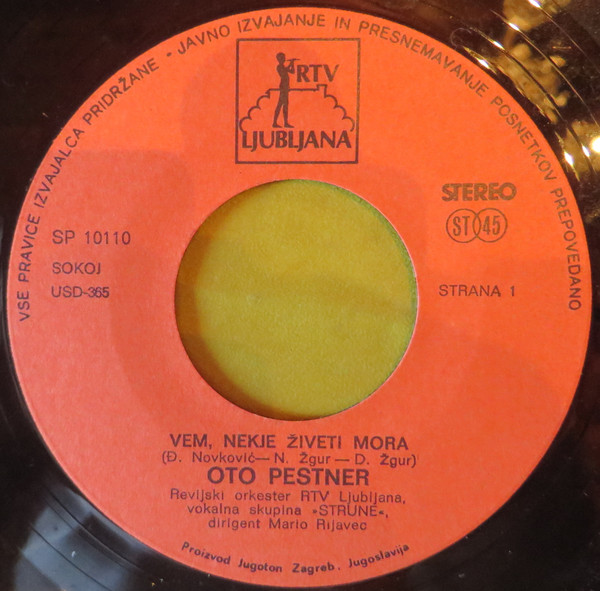 VSE PRAVICE IZVAJALCA PRIDRŽANE • JAVNO IZVAJANJE IN PRESNEMAVANJE POSNETKOV PREPOVEDANO
RTV
LJUBLJANA
STEREO
ST 45
SP 10110
SOKOJ
USD-365
STRANA 1
VEM, NEKJE ŽIVETI MORA
(Đ. Novković — N. Žgur — D. Žgur)
OTO PESTNER
Revijski orkester RTV Ljubljana,
vokalna skupina »STRUNE«,
dirigent Mario Rijavec
Proizvod Jugoton Zagreb, Jugoslavija